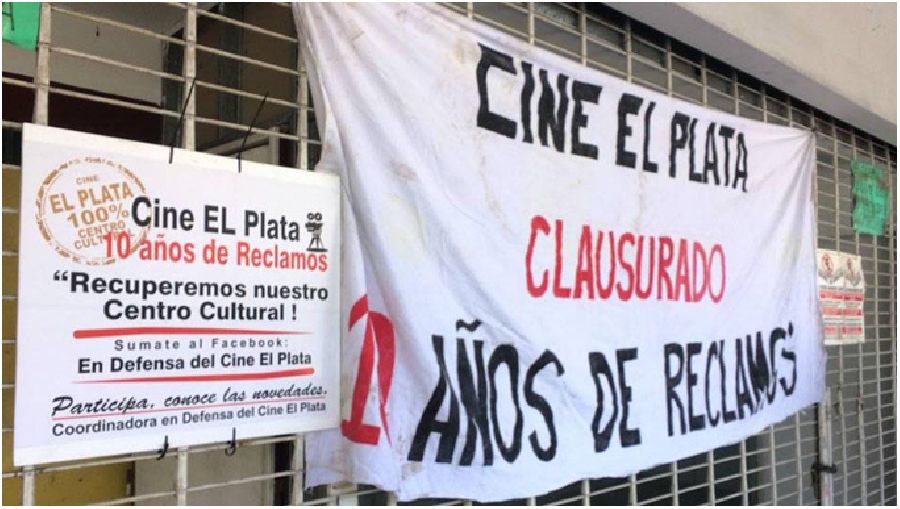 CINE
EL PLATA
100%
CENTRO
CULTURAL
Cine EL Plata
10 años de Reclamos
“Recuperemos nuestro
Centro Cultural !
Sumate al Facebook:
En Defensa del Cine El Plata
Participa, conoce las novedades.
Coordinadora en Defensa del Cine El Plata
CINE EL PLATA
CLAUSURADO
AÑOS DE RECLAMOS